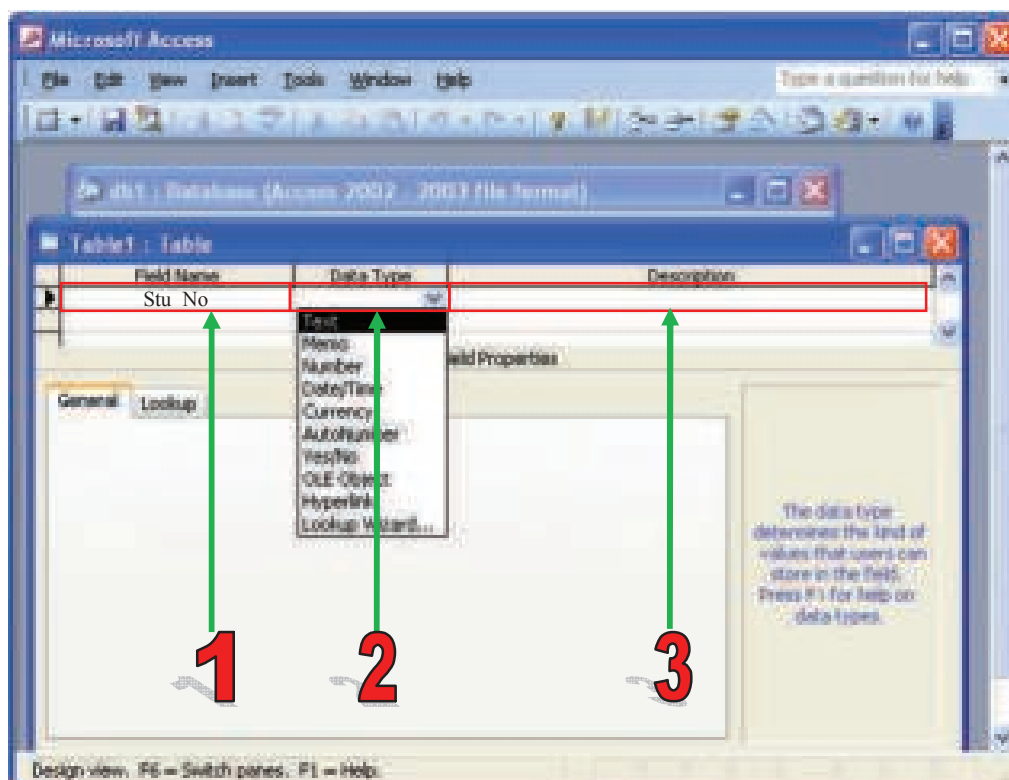 Microsoft Access
File Edit View Insert Tools Window Help
Type a question for help
db1 : Database (Access 2002 - 2003 file format)
Table1 : Table
Field Name Data Type Description
Stu No
Text
Memo
Number
Date/Time
Currency
AutoNumber
Yes/No
OLE Object
Hyperlink
Lookup Wizard...
Field Properties
General Lookup
The data type
determines the kind of
values that users can
store in the field.
Press F1 for help on
data types.
1 2 3
Design view. F6 = Switch panes. F1 = Help.